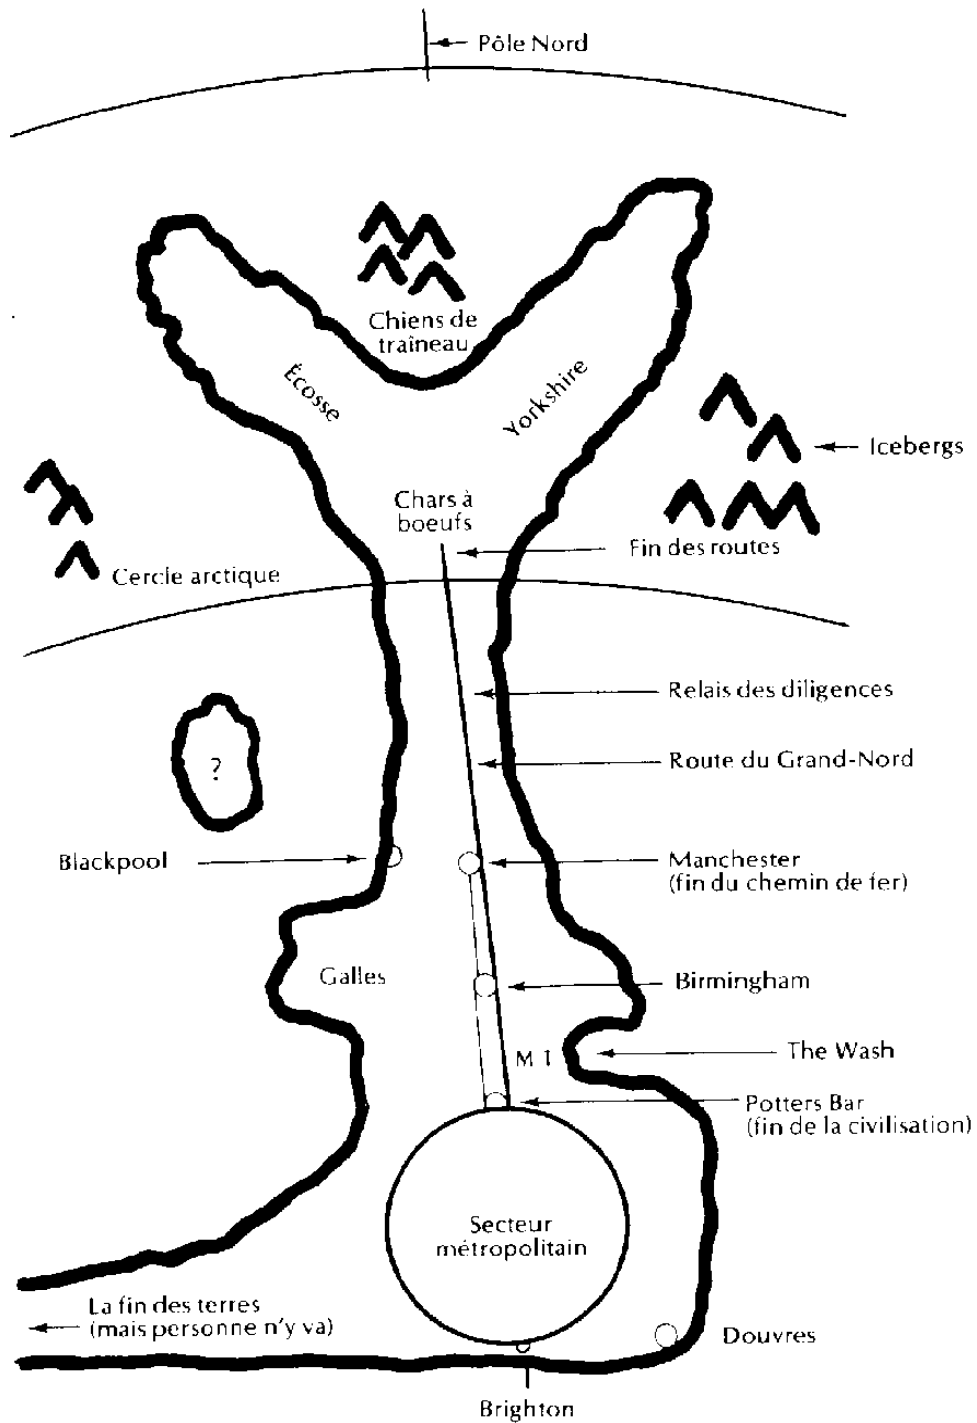 Pôle Nord
Chiens de
traîneau
Écosse
Yorkshire
Icebergs
Chars à
boeufs
Fin des routes
Cercle arctique
Relais des diligences
Route du Grand-Nord
?
Blackpool
Manchester
(fin du chemin de fer)
Galles
Birmingham
M 1
The Wash
Potters Bar
(fin de la civilisation)
Secteur
métropolitain
La fin des terres
(mais personne n'y va)
Douvres
Brighton